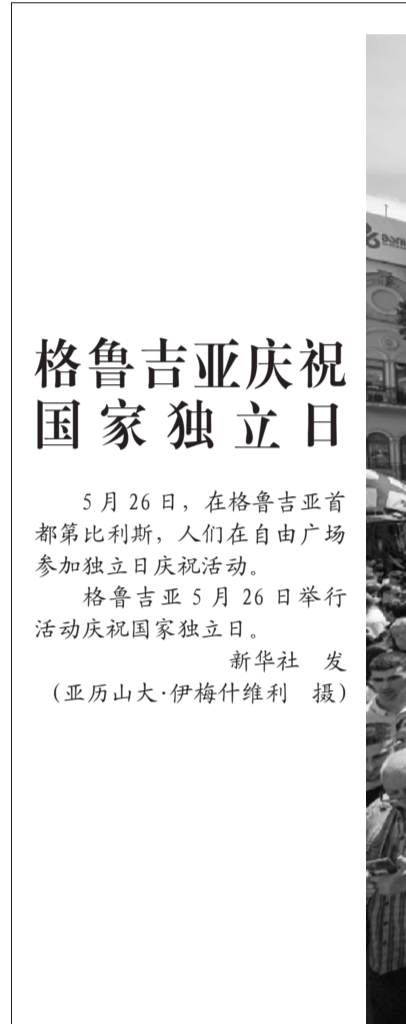 格鲁吉亚庆祝
国家独立日
5月26日，在格鲁吉亚首
都第比利斯，人们在自由广场
参加独立日庆祝活动。
格鲁吉亚5月26日举行
活动庆祝国家独立日。
新华社　发
（亚历山大·伊梅什维利　摄）